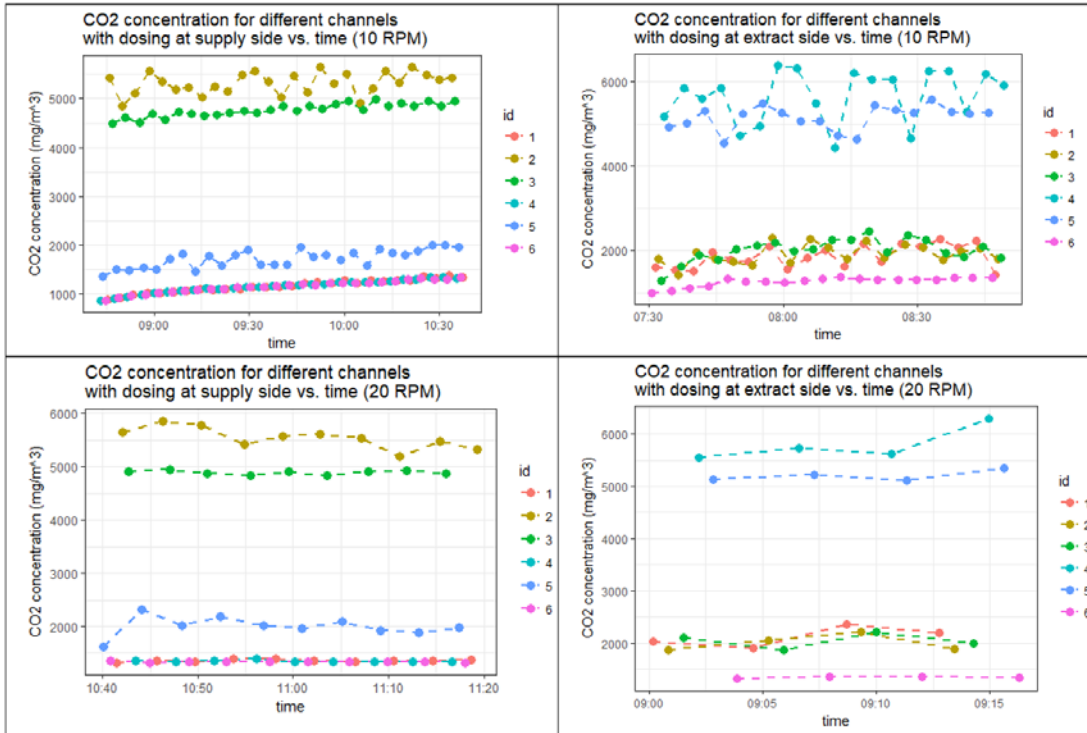 CO2 concentration for different channels
with dosing at supply side vs. time (10 RPM)
CO2 concentration (mg/m^3)
5000
4000
3000
2000
1000
09:00
09:30
10:00
10:30
time
id
1
2
3
4
5
6
CO2 concentration for different channels
with dosing at extract side vs. time (10 RPM)
CO2 concentration (mg/m^3)
6000
4000
2000
07:30
08:00
08:30
time
id
1
2
3
4
5
6
CO2 concentration for different channels
with dosing at supply side vs. time (20 RPM)
CO2 concentration (mg/m^3)
6000
5000
4000
3000
2000
10:40
10:50
11:00
11:10
11:20
time
id
1
2
3
4
5
6
CO2 concentration for different channels
with dosing at extract side vs. time (20 RPM)
CO2 concentration (mg/m^3)
6000
5000
4000
3000
2000
09:00
09:05
09:10
09:15
time
id
1
2
3
4
5
6